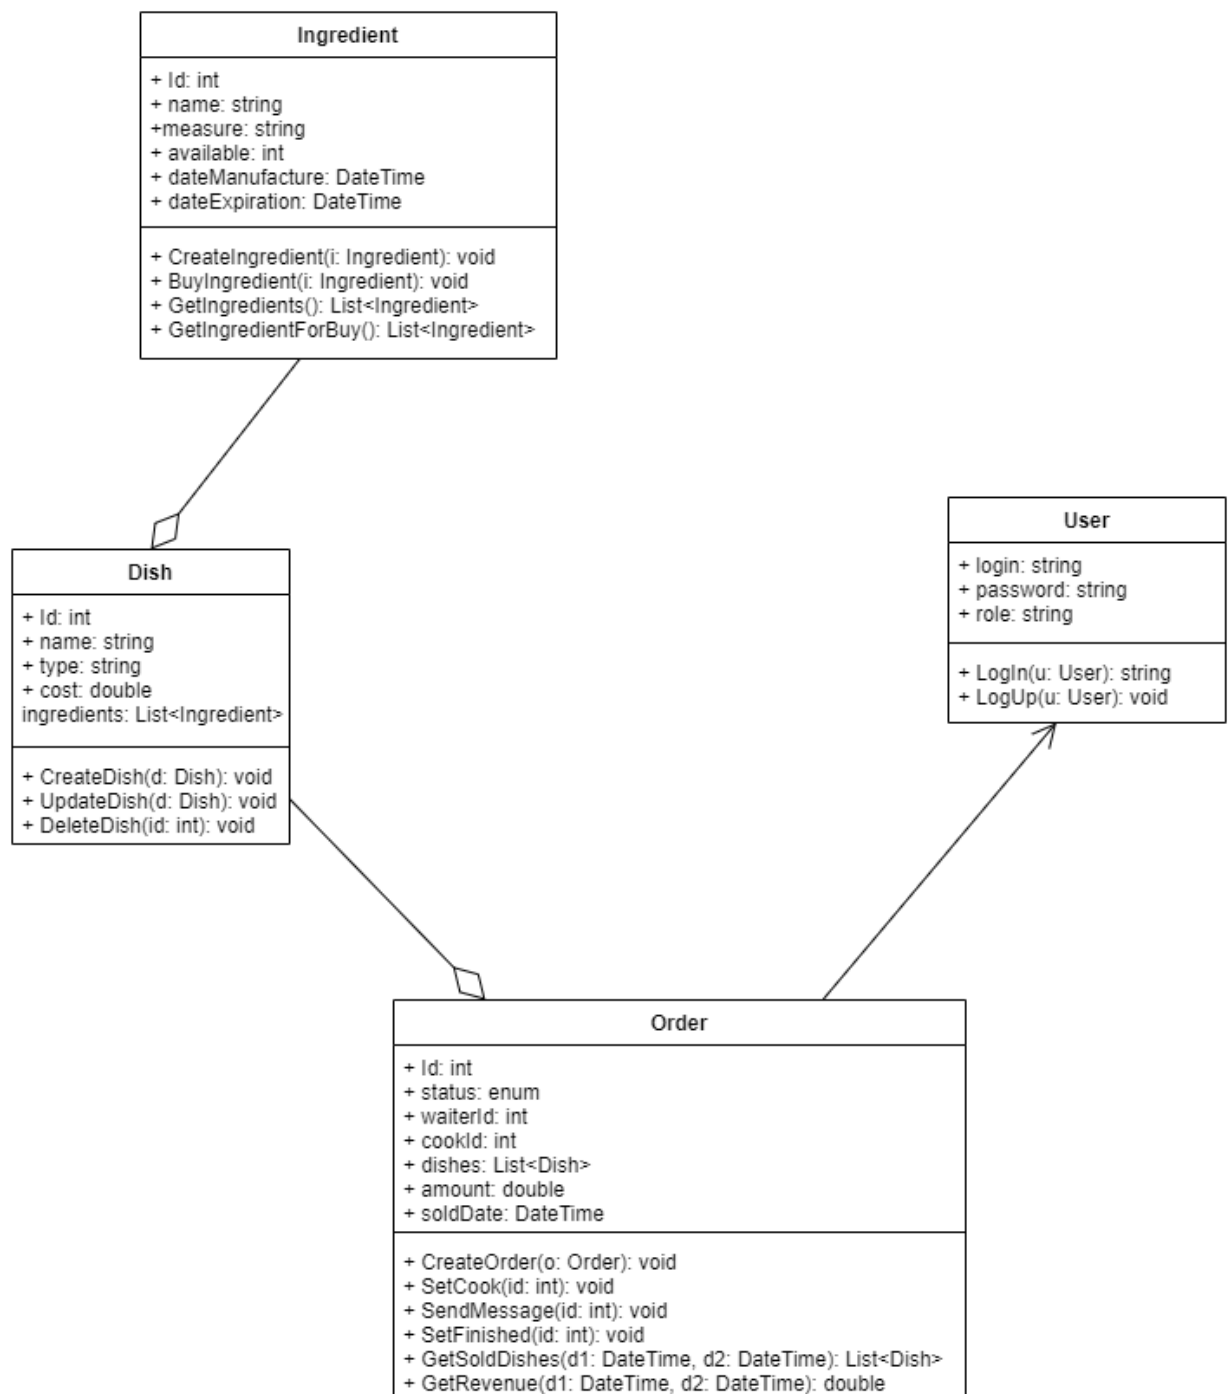 Ingredient
+ Id: int
+ name: string
+measure: string
+ available: int
+ dateManufacture: DateTime
+ dateExpiration: DateTime
+ CreateIngredient(i: Ingredient): void
+ BuyIngredient(i: Ingredient): void
+ GetIngredients(): List<Ingredient>
+ GetIngredientForBuy(): List<Ingredient>
User
+ login: string
+ password: string
+ role: string
+ LogIn(u: User): string
+ LogUp(u: User): void
Dish
+ Id: int
+ name: string
+ type: string
+ cost: double
ingredients: List<Ingredient>
+ CreateDish(d: Dish): void
+ UpdateDish(d: Dish): void
+ DeleteDish(id: int): void
Order
+ Id: int
+ status: enum
+ waiterId: int
+ cookId: int
+ dishes: List<Dish>
+ amount: double
+ soldDate: DateTime
+ CreateOrder(o: Order): void
+ SetCook(id: int): void
+ SendMessage(id: int): void
+ SetFinished(id: int): void
+ GetSoldDishes(d1: DateTime, d2: DateTime): List<Dish>
+ GetRevenue(d1: DateTime, d2: DateTime): double